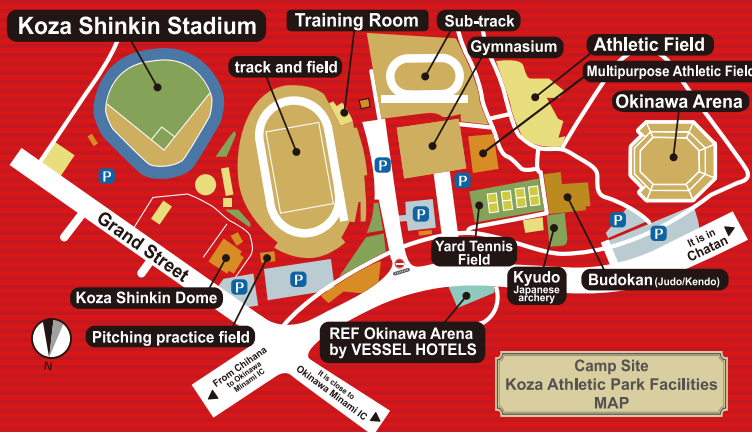 Koza Shinkin Stadium
Training Room
Sub-track
Gymnasium
Athletic Field
track and field
Multipurpose Athletic Field
Okinawa Arena
P
P
P
P
P
P
P
P
Grand Street
Yard Tennis
Field
Kyudo
Japanese
archery
Budokan (Judo/Kendo)
It is in
Chatan
Koza Shinkin Dome
Pitching practice field
REF Okinawa Arena
by VESSEL HOTELS
N
From Chihana
to Okinawa
Minami IC
It is close to
Okinawa Minami IC
Camp Site
Koza Athletic Park Facilities
MAP